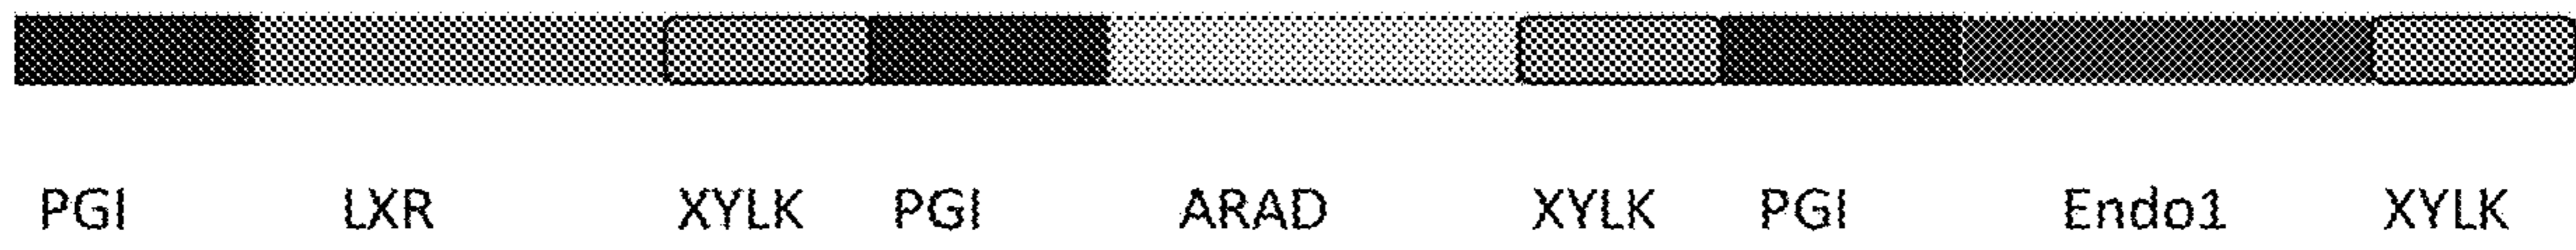 PGI LXR XYLK PGI ARAD XYLK PGI Endo1 XYLK